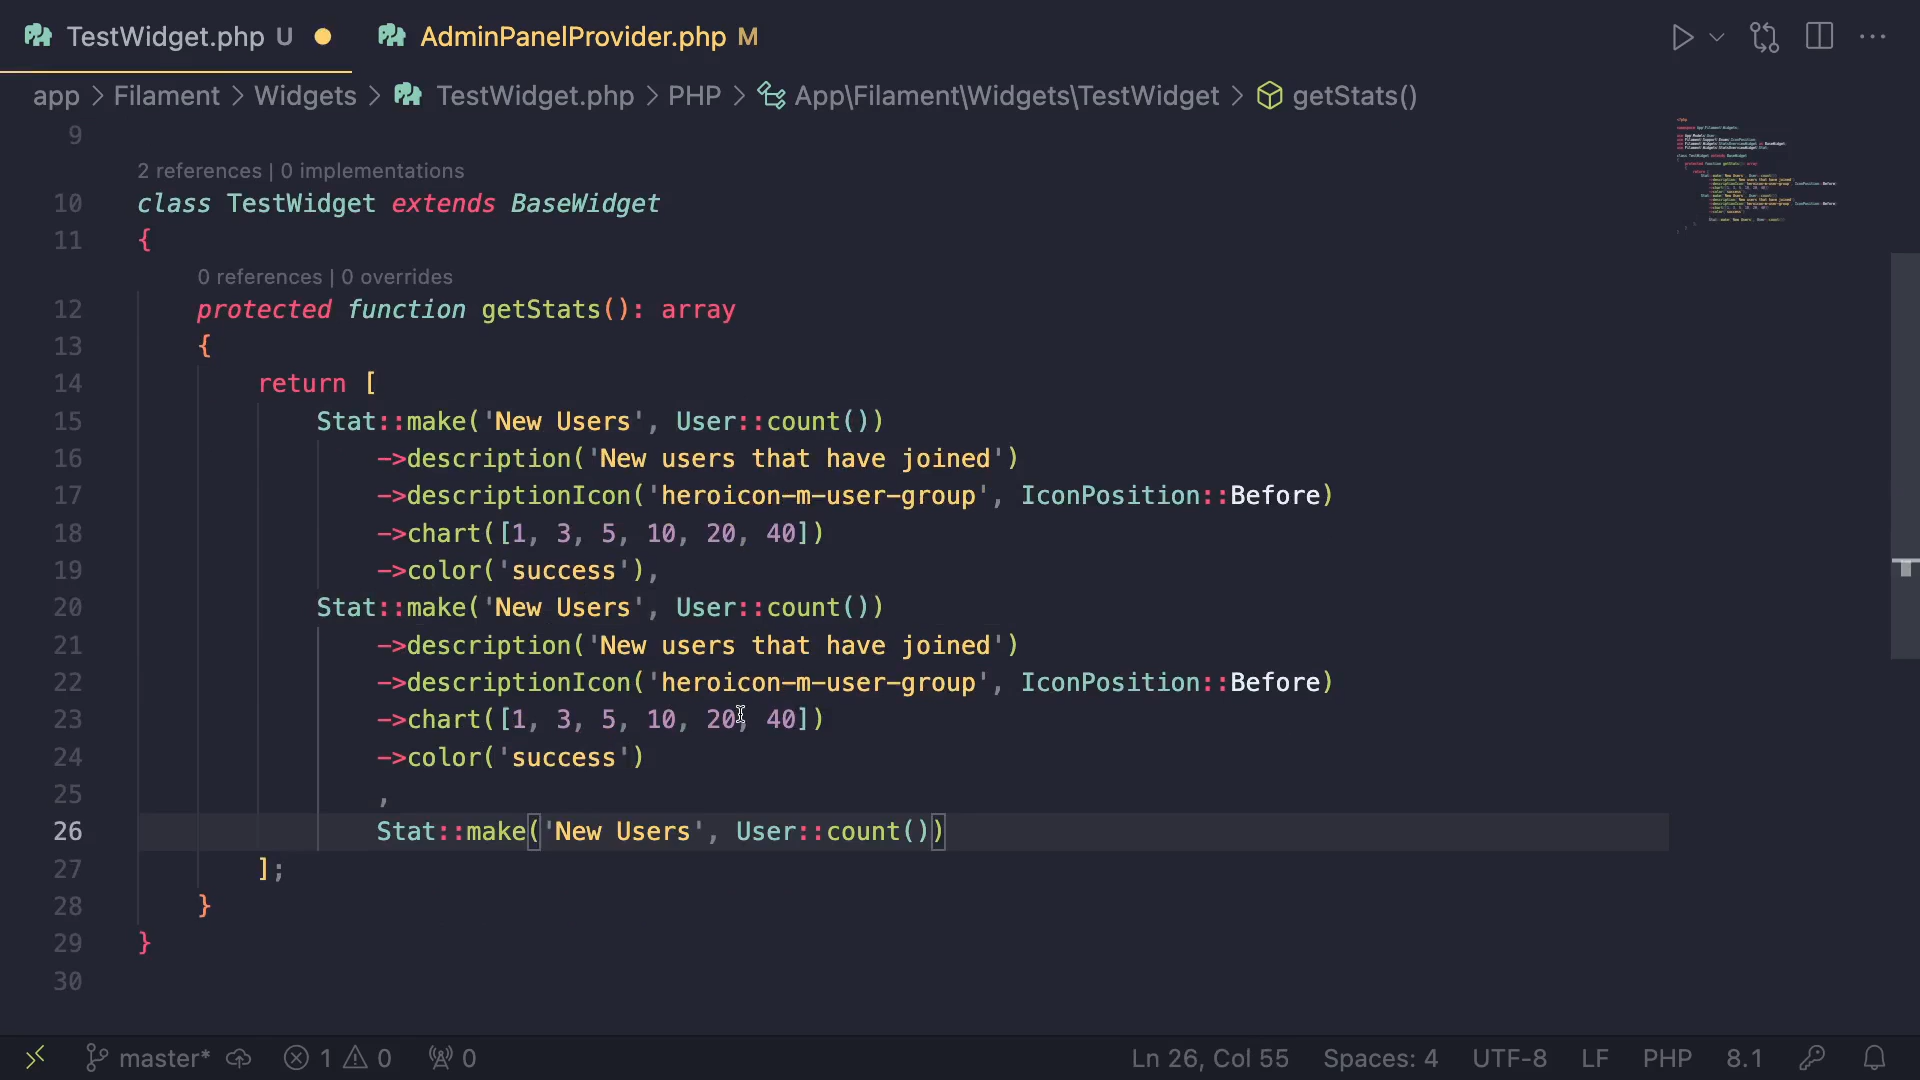 TestWidget.php U
AdminPanelProvider.php M
app > Filament > Widgets > TestWidget.php > PHP > App\Filament\Widgets\TestWidget > getStats()
9
2 references | 0 implementations
10 class TestWidget extends BaseWidget
11 {
0 references | 0 overrides
12 protected function getStats(): array
13 {
14 return [
15 Stat::make('New Users', User::count())
16 ->description('New users that have joined')
17 ->descriptionIcon('heroicon-m-user-group', IconPosition::Before)
18 ->chart([1, 3, 5, 10, 20, 40])
19 ->color('success'),
20 Stat::make('New Users', User::count())
21 ->description('New users that have joined')
22 ->descriptionIcon('heroicon-m-user-group', IconPosition::Before)
23 ->chart([1, 3, 5, 10, 20, 40])
24 ->color('success')
25 ,
26 Stat::make('New Users', User::count())
27 ];
28 }
29 }
30
master* 1 0 0 Ln 26, Col 55 Spaces: 4 UTF-8 LF PHP 8.1